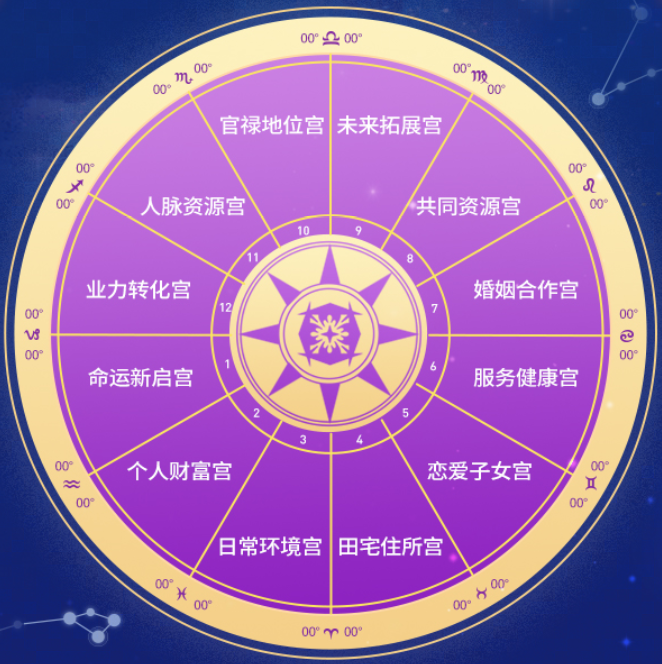 00° ♎ 00°
00° ♏ 00°
00° ♍ 00°
官禄地位宫 未来拓展宫
00° ♐ 00°
00° ♌ 00°
人脉资源宫 共同资源宫
10 9
11 8
业力转化宫 婚姻合作宫
12 7
00° ♑ 00°
00° ♋ 00°
1 6
命运新启宫 服务健康宫
2 5
3 4
00° ♒ 00°
00° ♊ 00°
个人财富宫 恋爱子女宫
日常环境宫 田宅住所宫
00° ♓ 00°
00° ♉ 00°
00° ♈ 00°